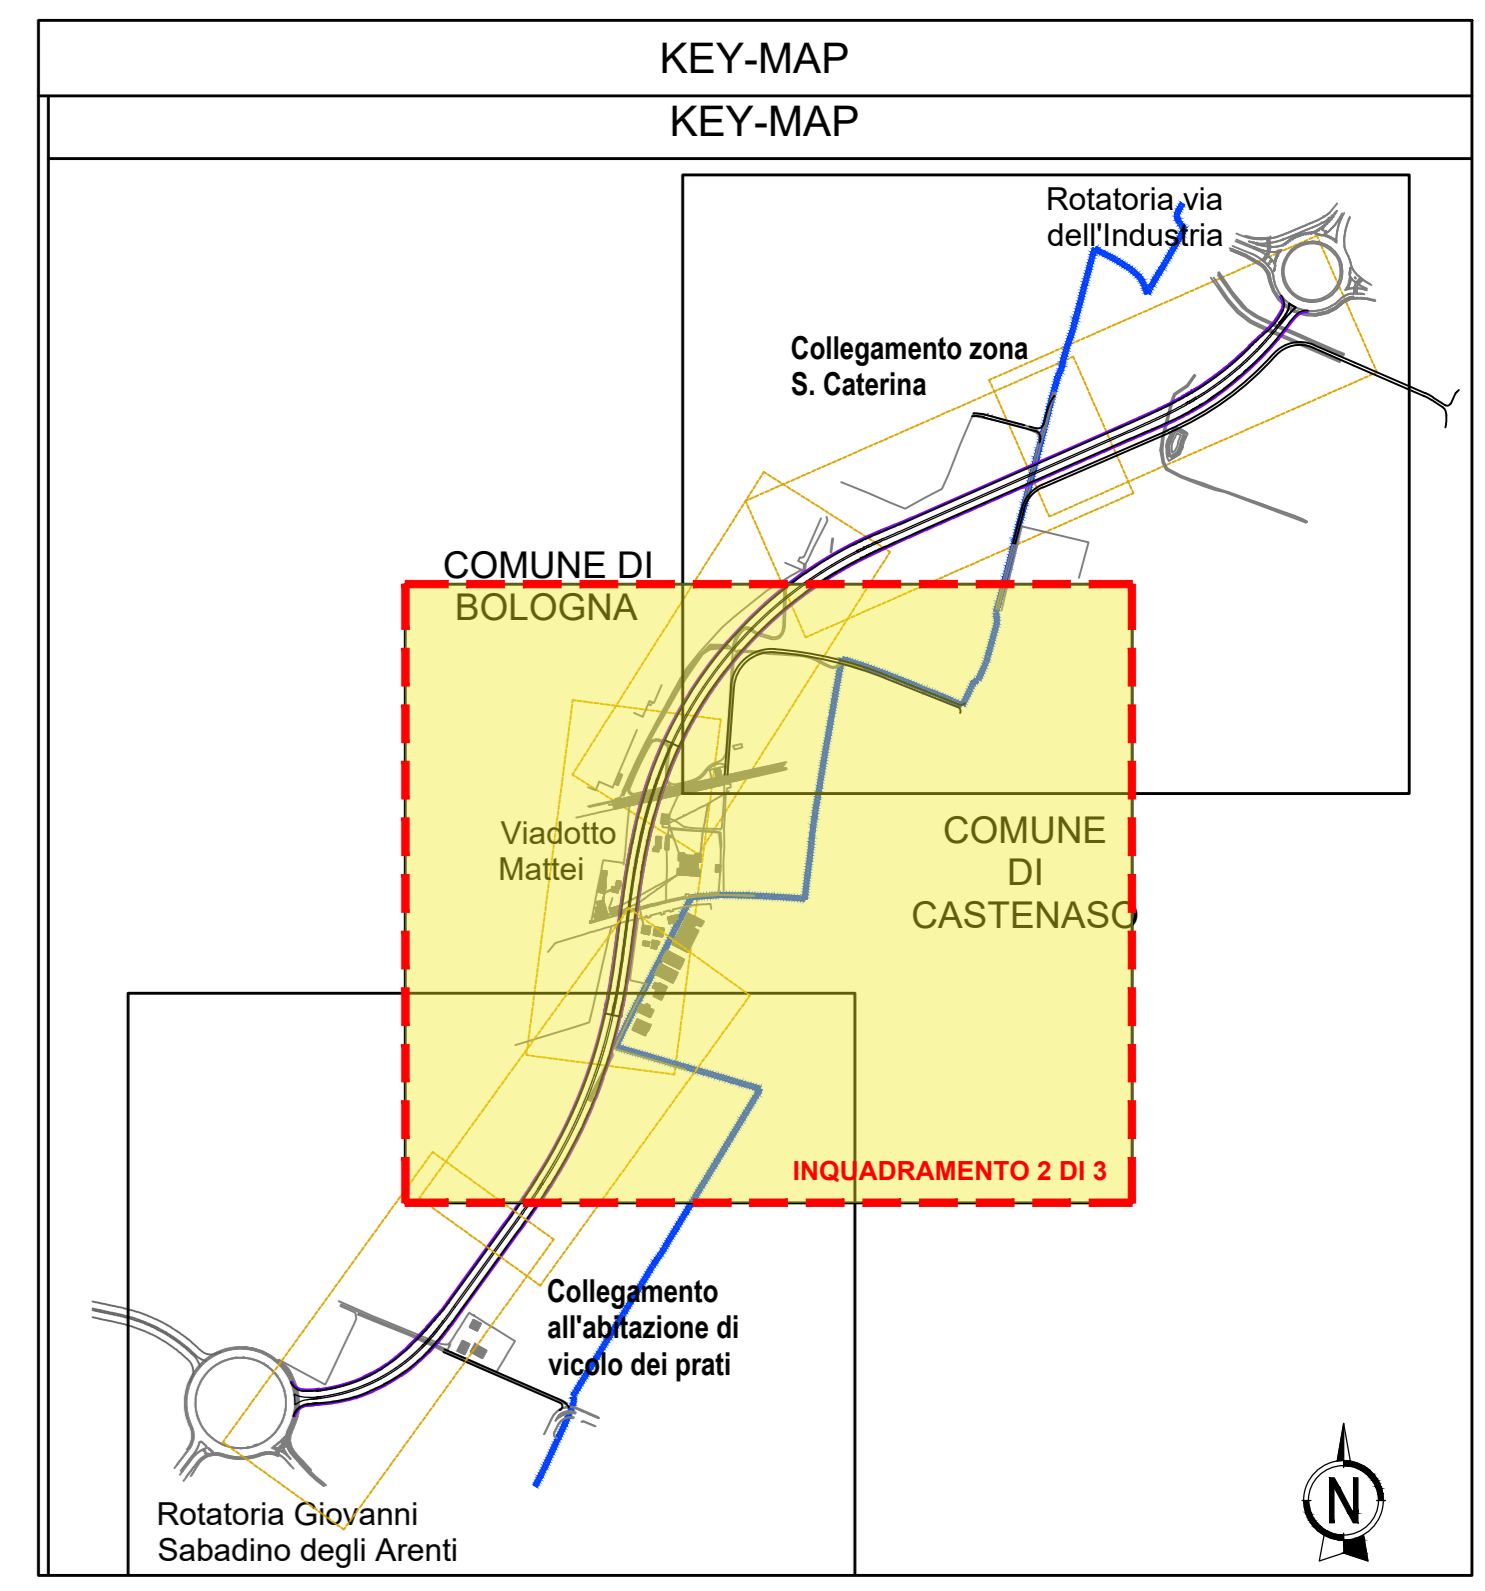 KEY-MAP
KEY-MAP
Rotatoria via
dell'Industria
Collegamento zona
S. Caterina
COMUNE DI
BOLOGNA
Viadotto
Mattei
COMUNE
DI
CASTENASO
INQUADRAMENTO 2 DI 3
Collegamento
all'abitazione di
vicolo dei prati
Rotatoria Giovanni
Sabadino degli Arenti
N